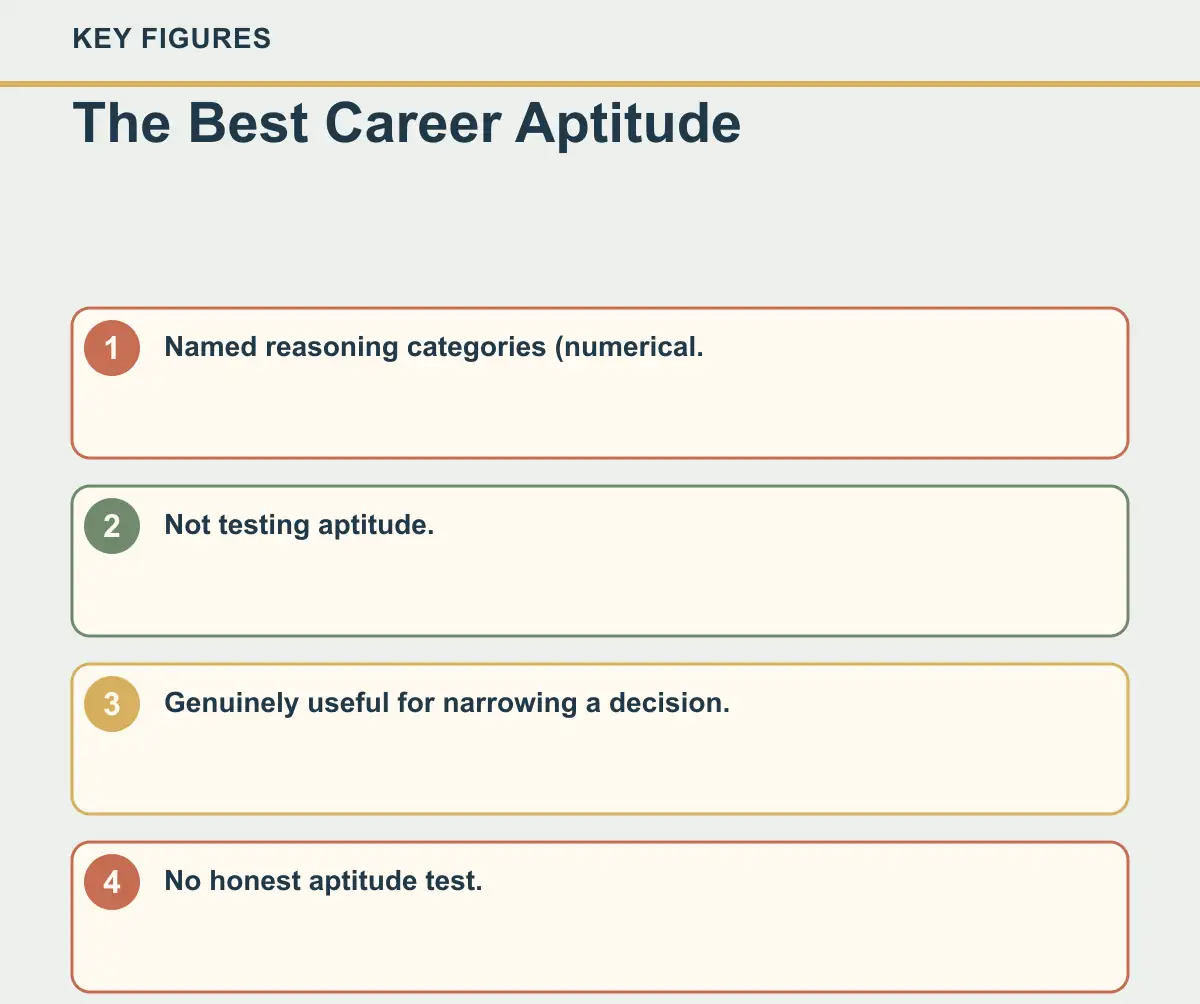 KEY FIGURES
The Best Career Aptitude
1 Named reasoning categories (numerical.
2 Not testing aptitude.
3 Genuinely useful for narrowing a decision.
4 No honest aptitude test.